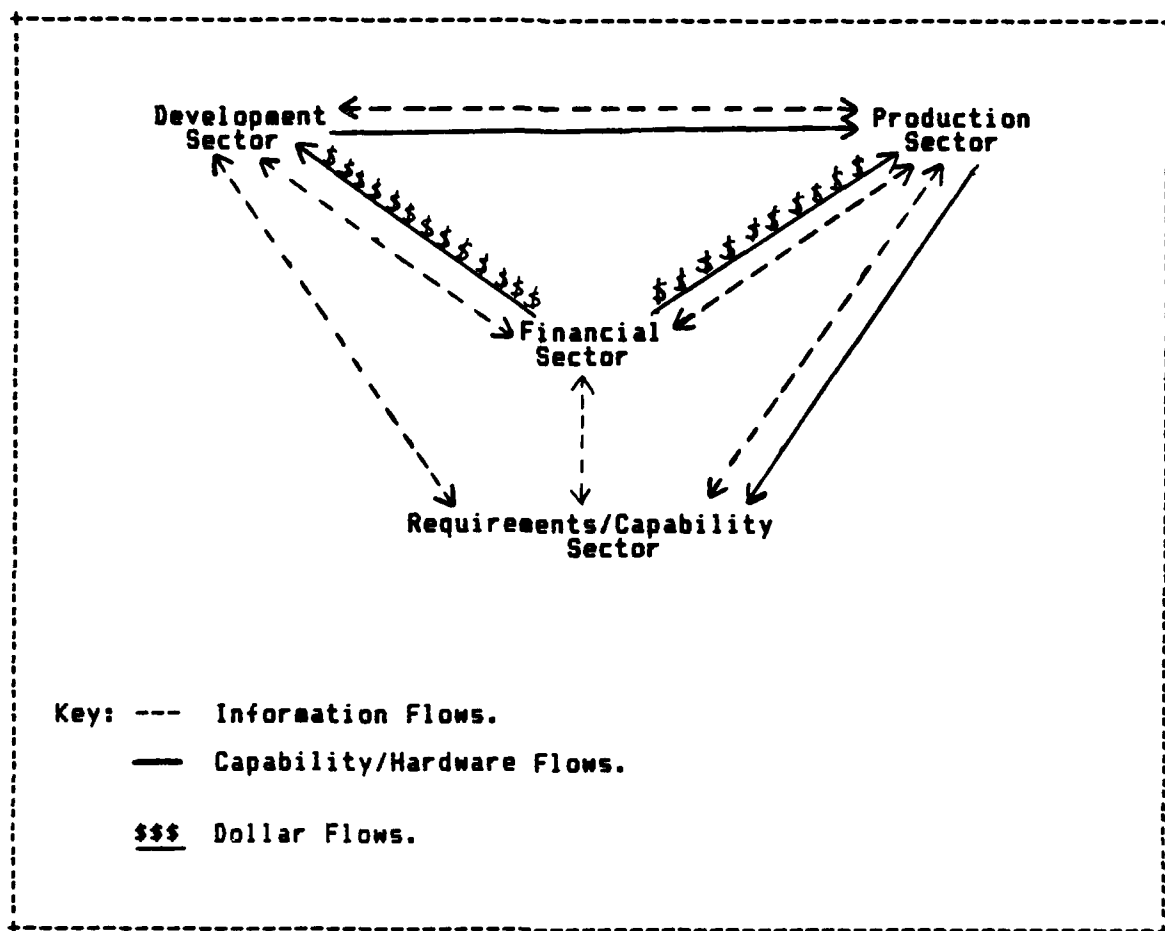 Development
Sector
Production
Sector
$$$$$$$$$$$$$
$$$$$$$$$$
Financial
Sector
Requirements/Capability
Sector
Key: --- Information Flows.
— Capability/Hardware Flows.
$$$ Dollar Flows.